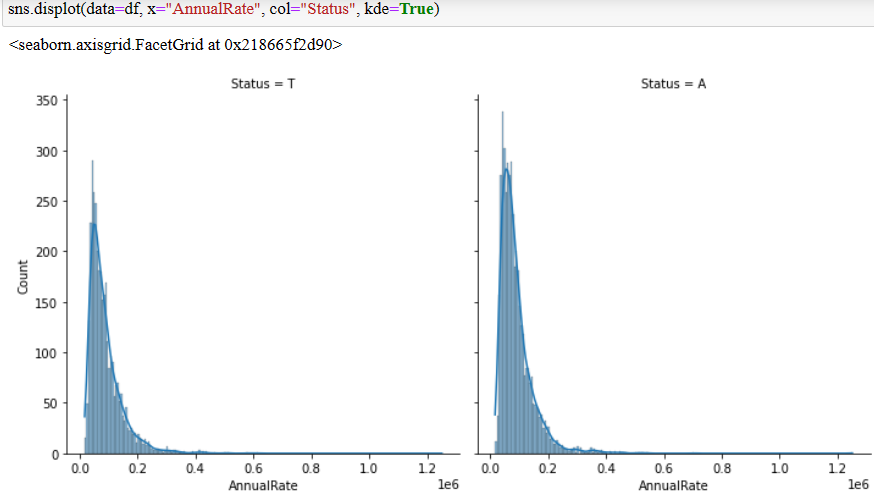 sns.displot(data=df, x="AnnualRate", col="Status", kde=True)
<seaborn.axisgrid.FacetGrid at 0x218665f2d90>
Status = T
Status = A
350
300
250
200
150
100
50
0
Count
0.0 0.2 0.4 0.6 0.8 1.0 1.2
1e6
AnnualRate
0.0 0.2 0.4 0.6 0.8 1.0 1.2
1e6
AnnualRate